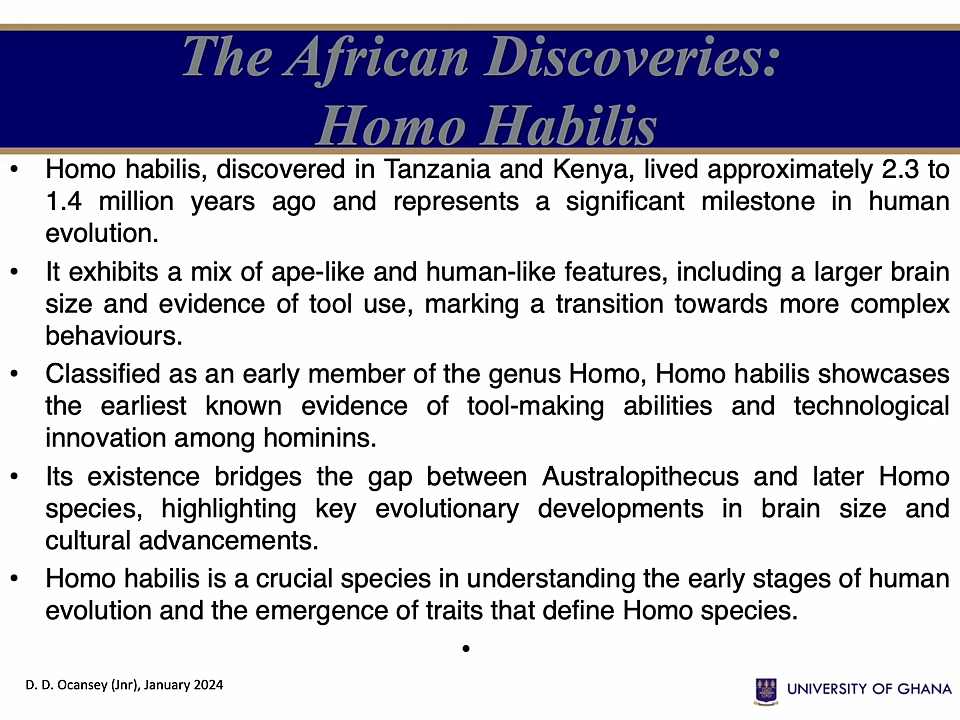 The African Discoveries:
Homo Habilis
• Homo habilis, discovered in Tanzania and Kenya, lived approximately 2.3 to
1.4 million years ago and represents a significant milestone in human
evolution.
• It exhibits a mix of ape-like and human-like features, including a larger brain
size and evidence of tool use, marking a transition towards more complex
behaviours.
• Classified as an early member of the genus Homo, Homo habilis showcases
the earliest known evidence of tool-making abilities and technological
innovation among hominins.
• Its existence bridges the gap between Australopithecus and later Homo
species, highlighting key evolutionary developments in brain size and
cultural advancements.
• Homo habilis is a crucial species in understanding the early stages of human
evolution and the emergence of traits that define Homo species.
•
D. D. Ocansey (Jnr), January 2024
UNIVERSITY OF GHANA